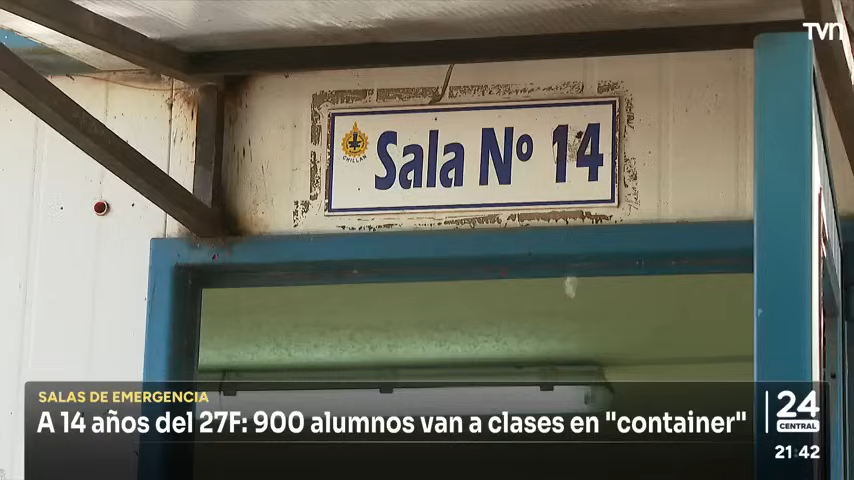 TVN
CHILLAN
Sala Nº 14
SALAS DE EMERGENCIA
A 14 años del 27F: 900 alumnos van a clases en "container"
24
CENTRAL
21:42